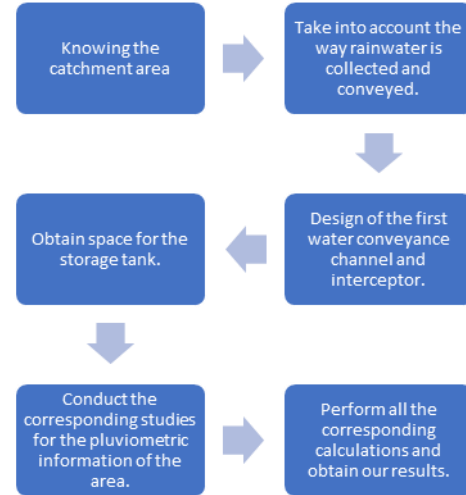 Knowing the
catchment area
Take into account the
way rainwater is
collected and
conveyed.
Design of the first
water conveyance
channel and
interceptor.
Obtain space for the
storage tank.
Conduct the
corresponding studies
for the pluviometric
information of the
area.
Perform all the
corresponding
calculations and
obtain our results.